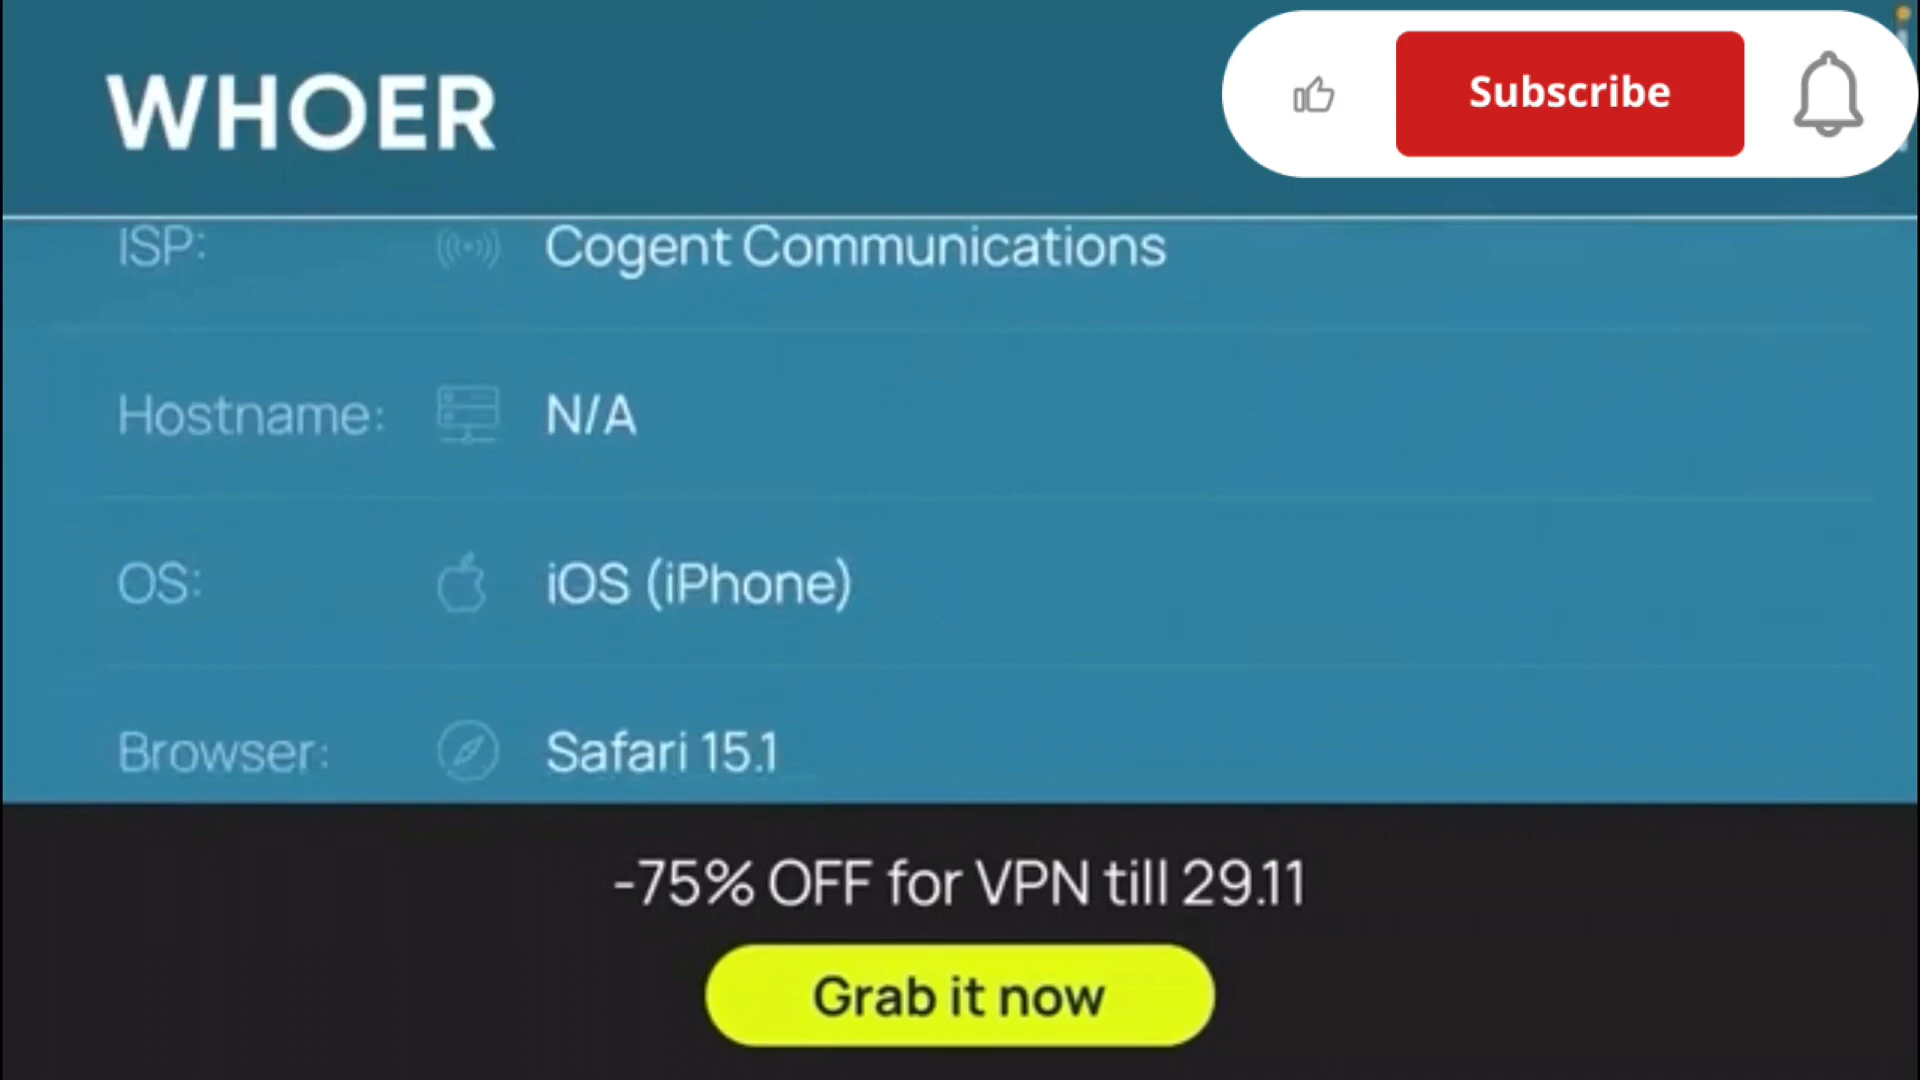 WHOER
Subscribe
ISP: Cogent Communications
Hostname: N/A
OS: iOS (iPhone)
Browser: Safari 15.1
-75% OFF for VPN till 29.11
Grab it now